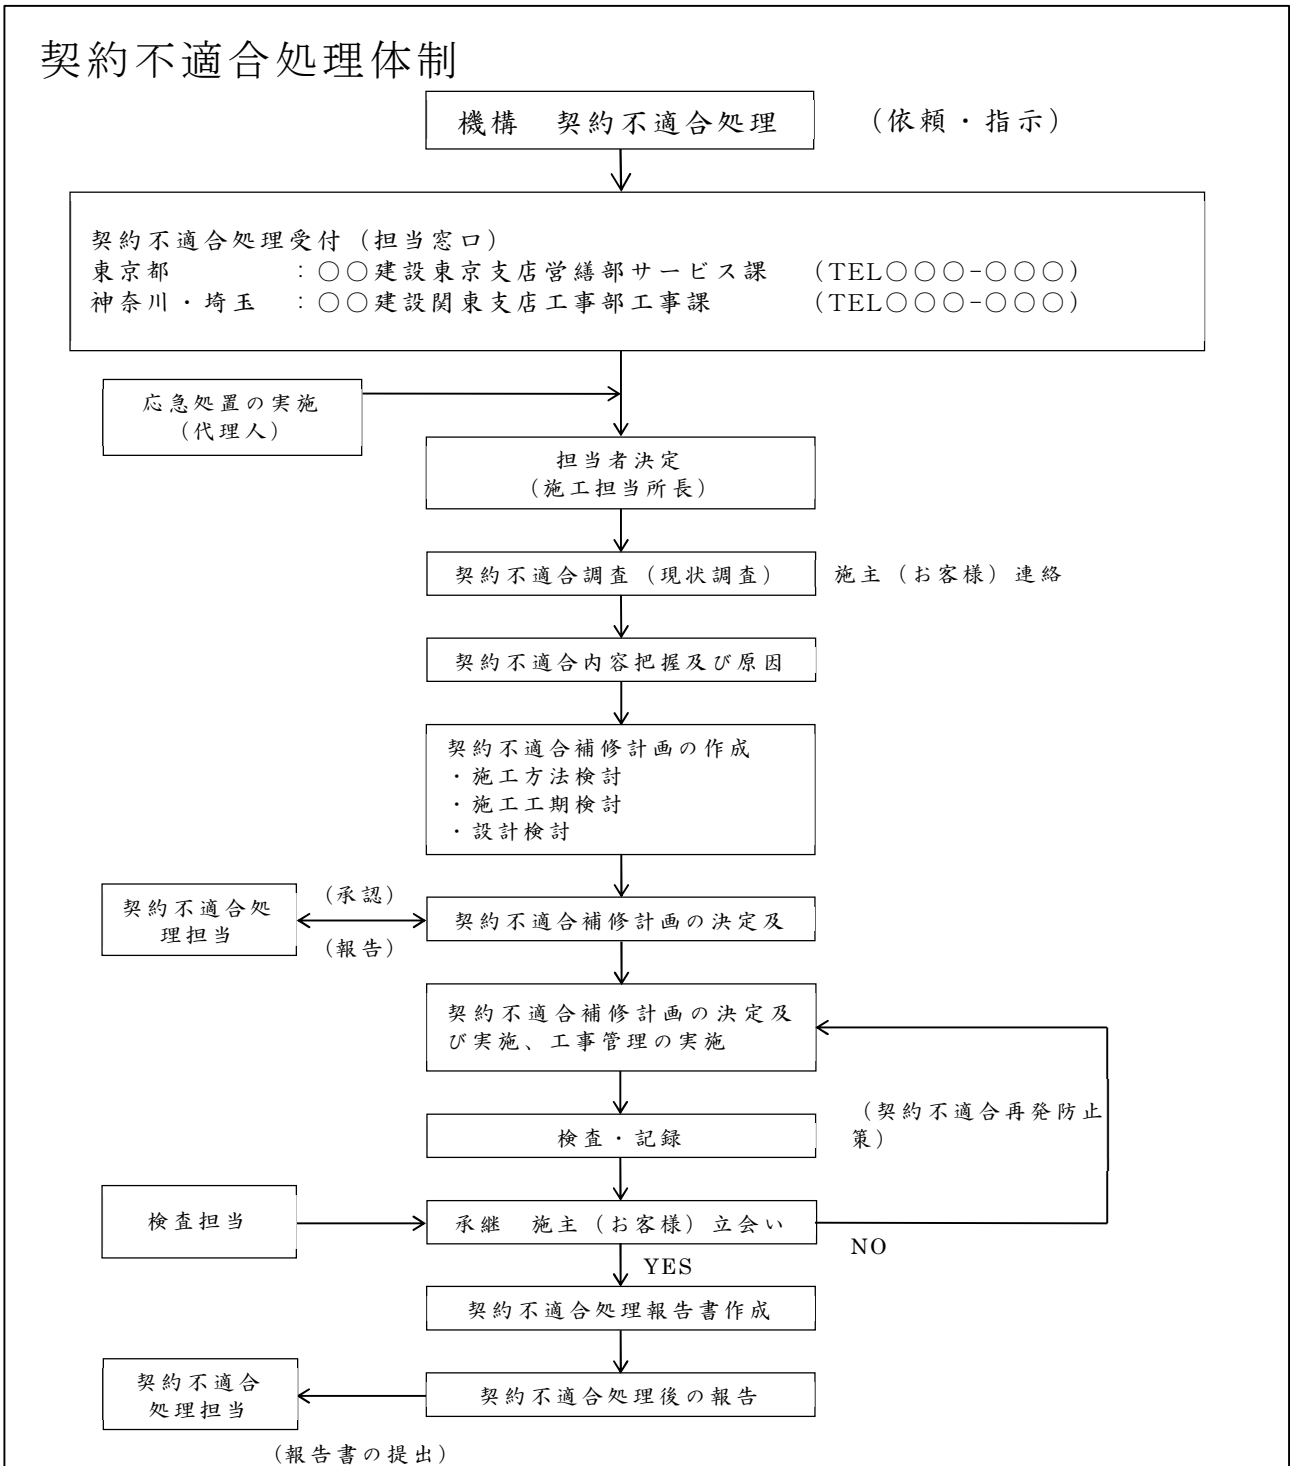 契約不適合処理体制
機構　契約不適合処理　（依頼・指示）
契約不適合処理受付（担当窓口）
東京都　　　　：○○建設東京支店営繕部サービス課　（TEL○○○-○○○）
神奈川・埼玉　：○○建設関東支店工事部工事課　　　（TEL○○○-○○○）
応急処置の実施
（代理人）
担当者決定
（施工担当所長）
契約不適合調査（現状調査）　施主（お客様）連絡
契約不適合内容把握及び原因
契約不適合補修計画の作成
・施工方法検討
・施工工期検討
・設計検討
契約不適合処
理担当
（承認）
（報告）
契約不適合補修計画の決定及
契約不適合補修計画の決定及
び実施、工事管理の実施
（契約不適合再発防止
策）
検査・記録
検査担当
承継　施主（お客様）立会い
NO
YES
契約不適合処理報告書作成
契約不適合
処理担当
契約不適合処理後の報告
（報告書の提出）